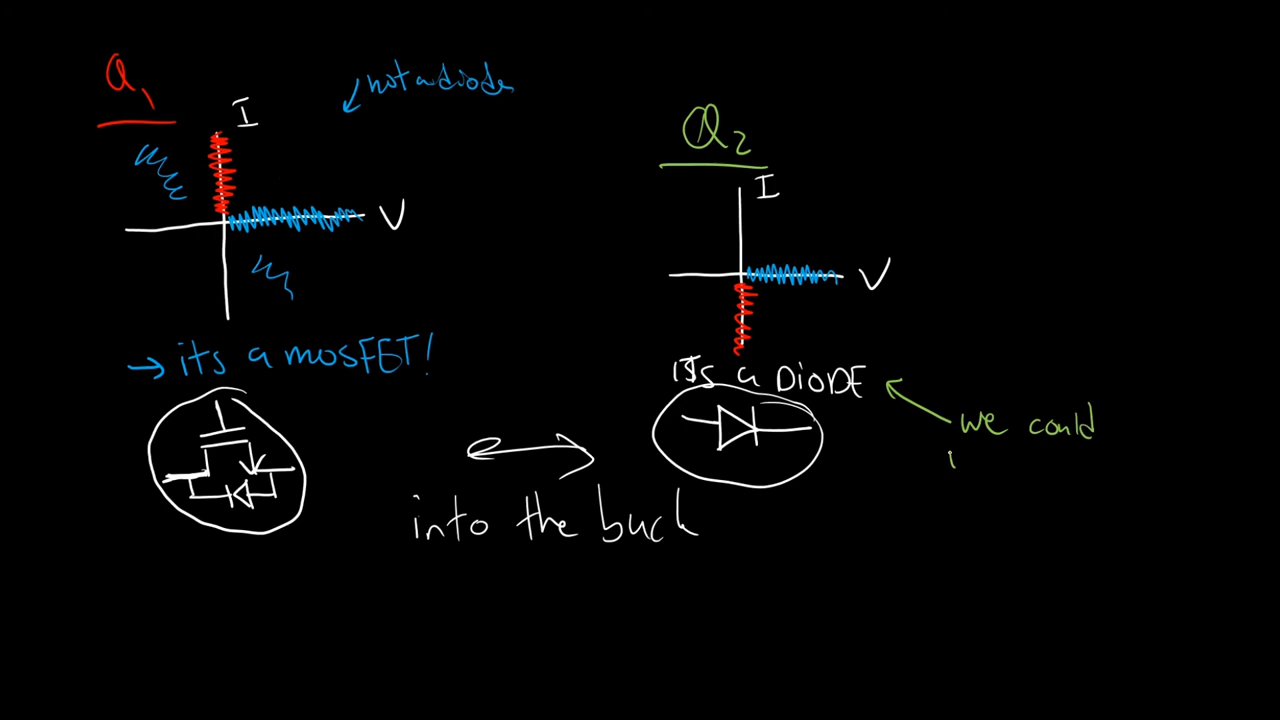 Q1
I
not a diode
V
→ its a mosFET!
Q2
I
V
ITs a DIODE
we could
into the buck